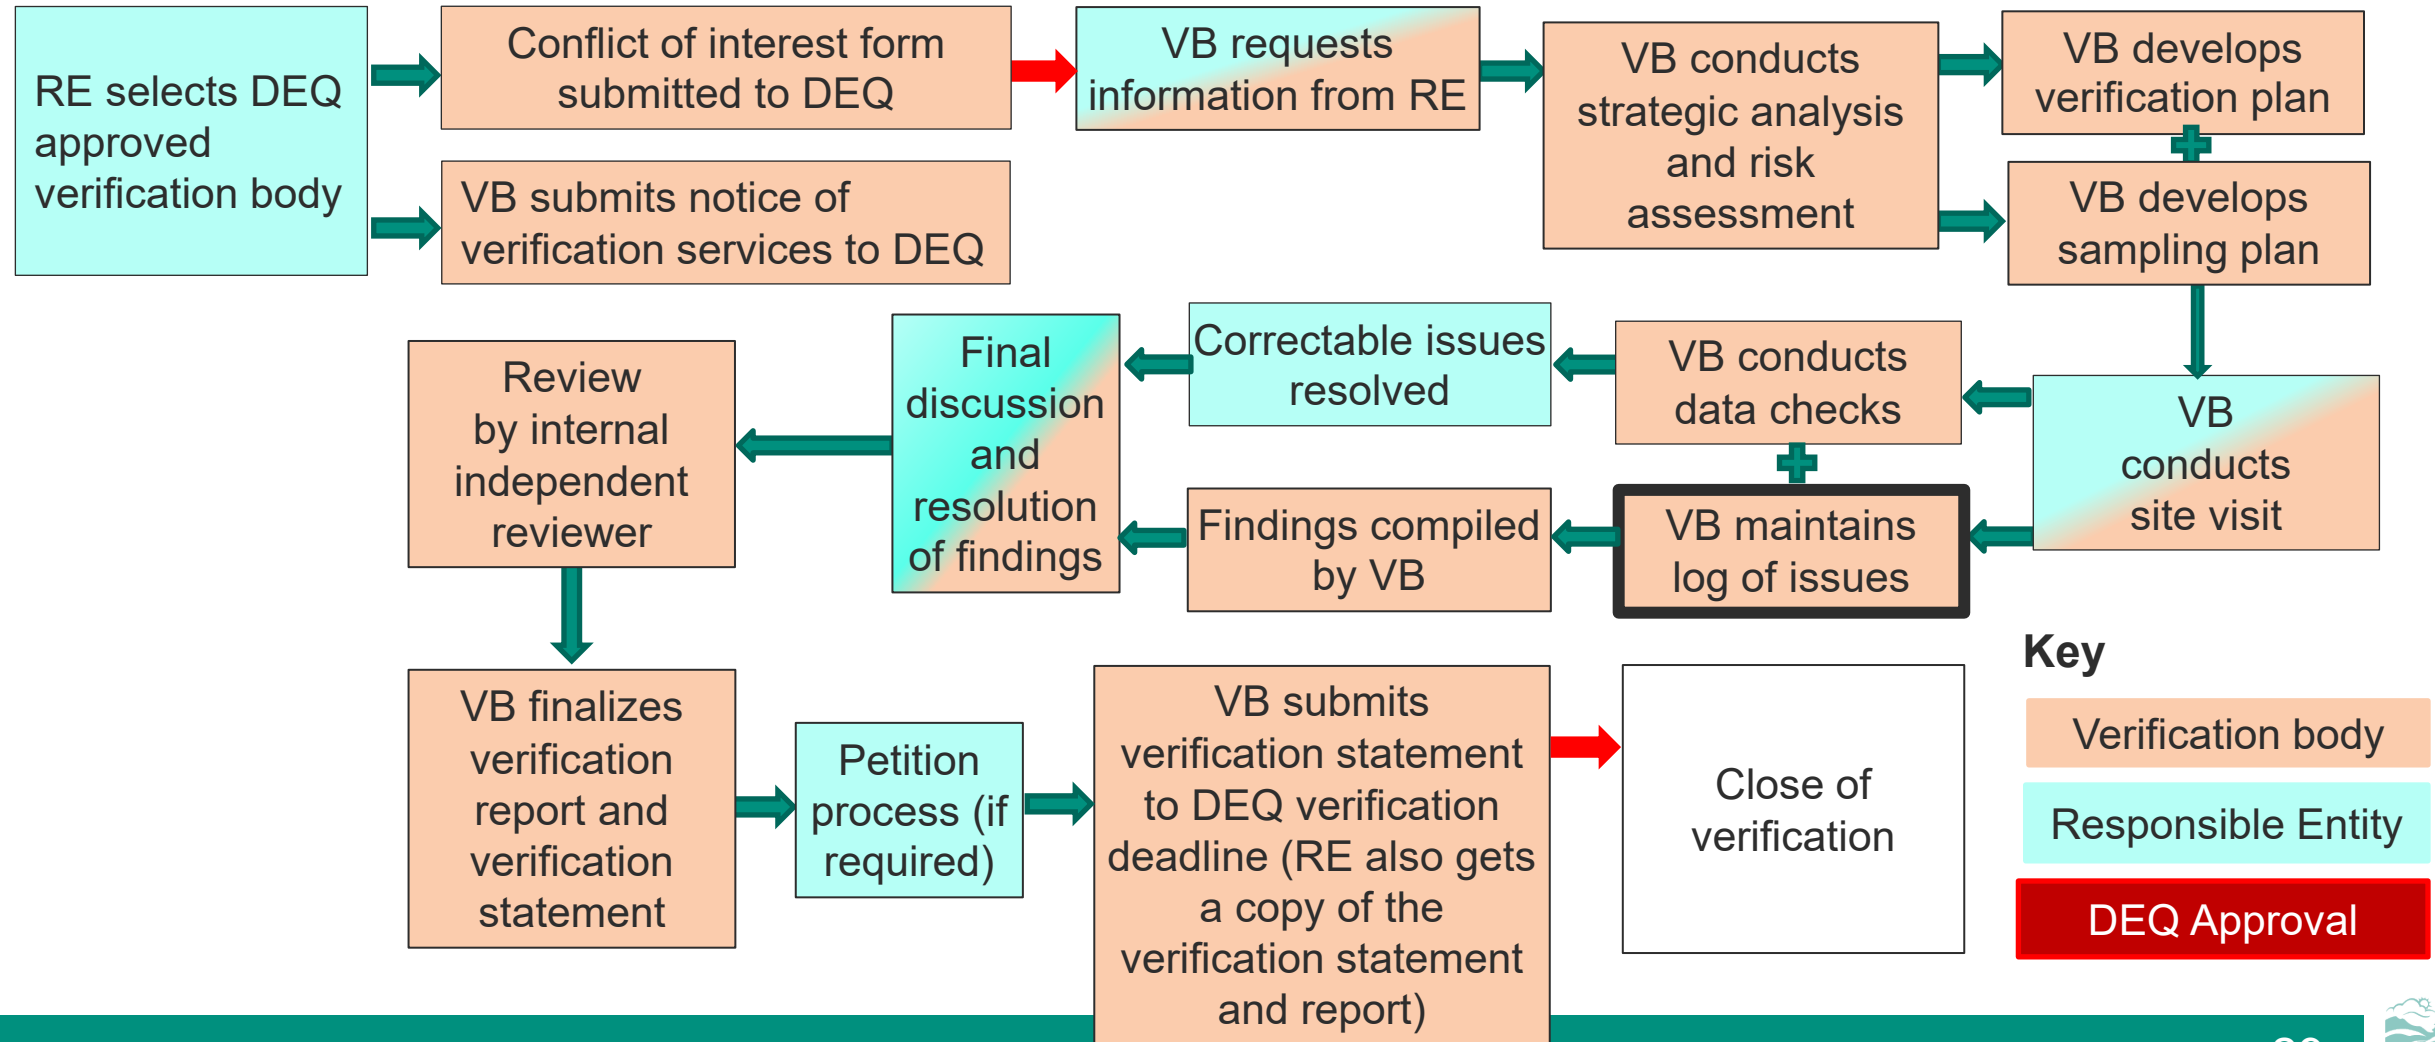 RE selects DEQ
approved
verification body
Conflict of interest form
submitted to DEQ
VB submits notice of
verification services to DEQ
VB requests
information from RE
VB conducts
strategic analysis
and risk
assessment
VB develops
verification plan
VB develops
sampling plan
VB
conducts
site visit
VB conducts
data checks
VB maintains
log of issues
Correctable issues
resolved
Findings compiled
by VB
Final
discussion
and
resolution
of findings
Review
by internal
independent
reviewer
VB finalizes
verification
report and
verification
statement
Petition
process (if
required)
VB submits
verification statement
to DEQ verification
deadline (RE also gets
a copy of the
verification statement
and report)
Close of
verification
Key
Verification body
Responsible Entity
DEQ Approval